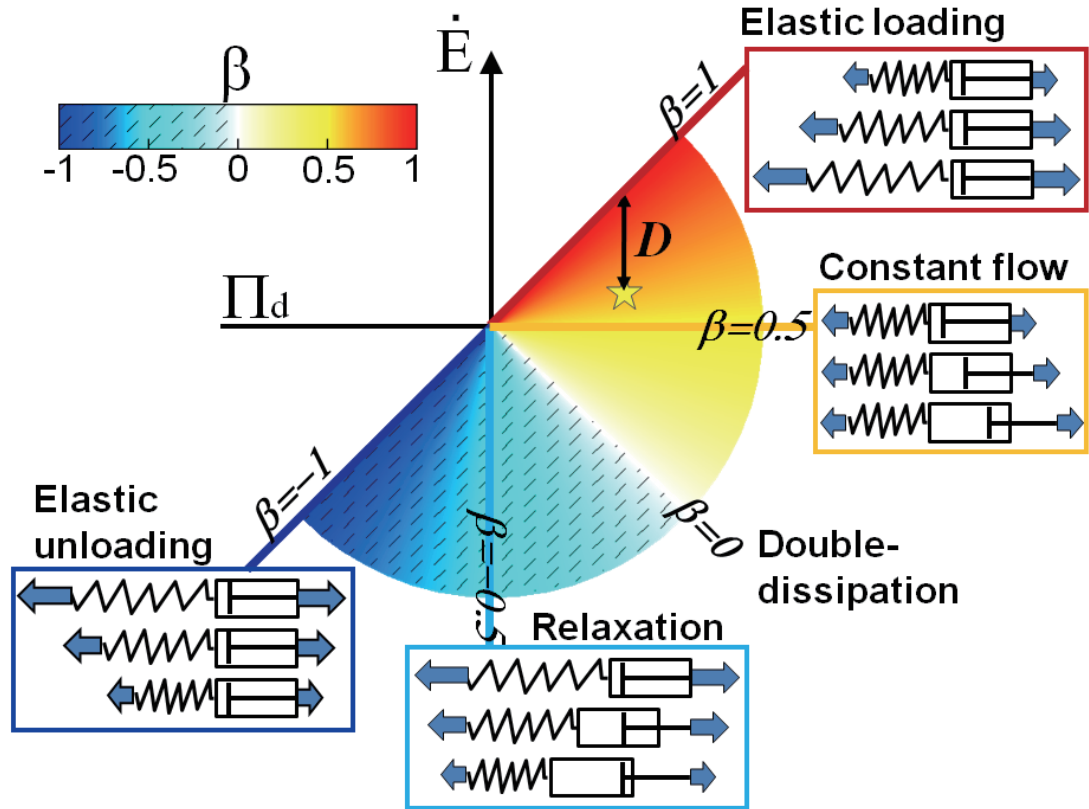 Ė
Elastic loading
β
-1 -0.5 0 0.5 1
β=1
D
Constant flow
Πd
β=0.5
β=-1
Elastic
unloading
β=-0.5
β=0
Double-
dissipation
Relaxation